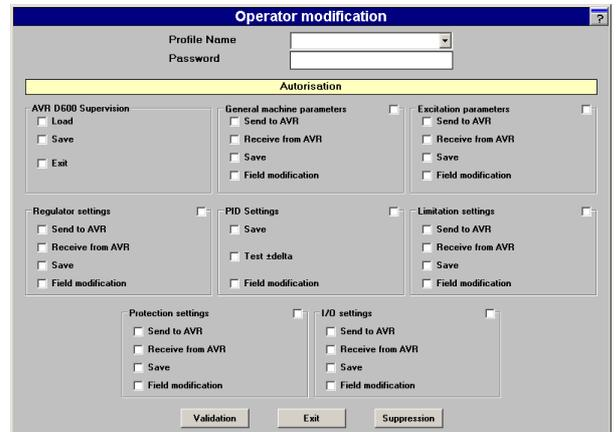 Operator modification
?
Profile Name
Password
Autorisation
AVR D600 Supervision
Load
Save
Exit
General machine parameters
Send to AVR
Receive from AVR
Save
Field modification
Excitation parameters
Send to AVR
Receive from AVR
Save
Field modification
Regulator settings
Send to AVR
Receive from AVR
Save
Field modification
PID Settings
Save
Test ±delta
Field modification
Limitation settings
Send to AVR
Receive from AVR
Save
Field modification
Protection settings
Send to AVR
Receive from AVR
Save
Field modification
I/O settings
Send to AVR
Receive from AVR
Save
Field modification
Validation
Exit
Suppression